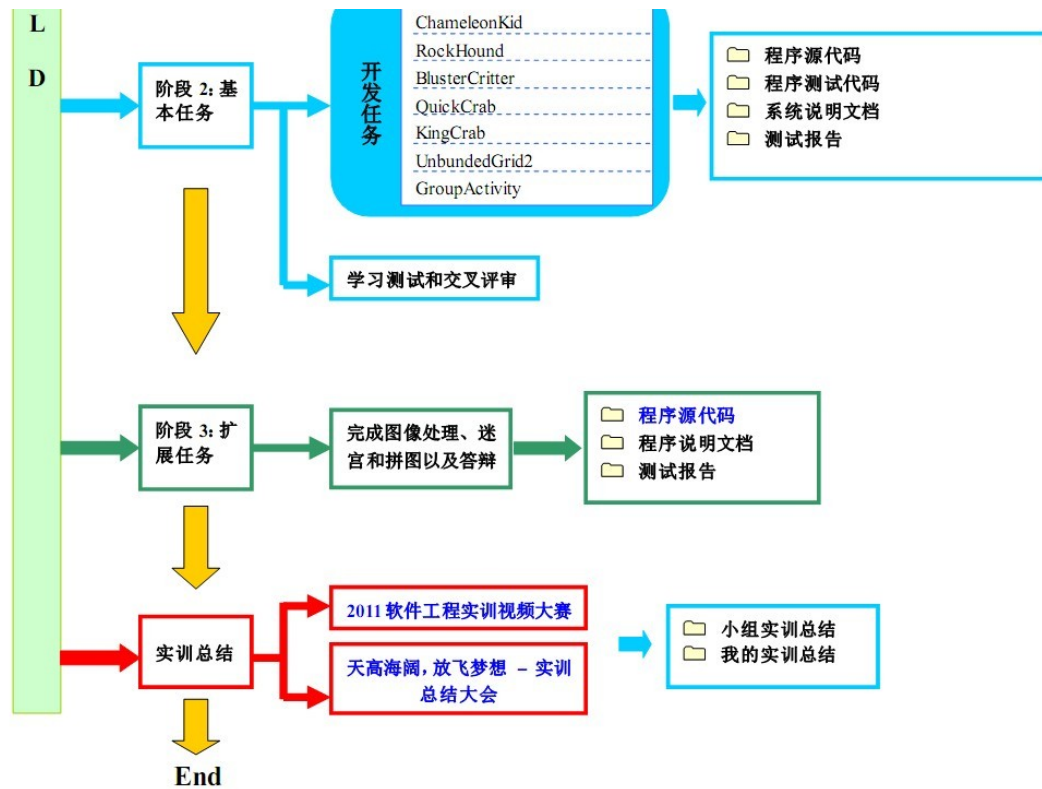 L
D
阶段 2: 基
本任务
开
发
任
务
ChameleonKid
RockHound
BlusterCritter
QuickCrab
KingCrab
UnbundedGrid2
GroupActivity
程序源代码
程序测试代码
系统说明文档
测试报告
学习测试和交叉评审
阶段 3: 扩
展任务
完成图像处理、迷
宫和拼图以及答辩
程序源代码
程序说明文档
测试报告
实训总结
2011 软件工程实训视频大赛
天高海阔, 放飞梦想 – 实训
总结大会
小组实训总结
我的实训总结
End